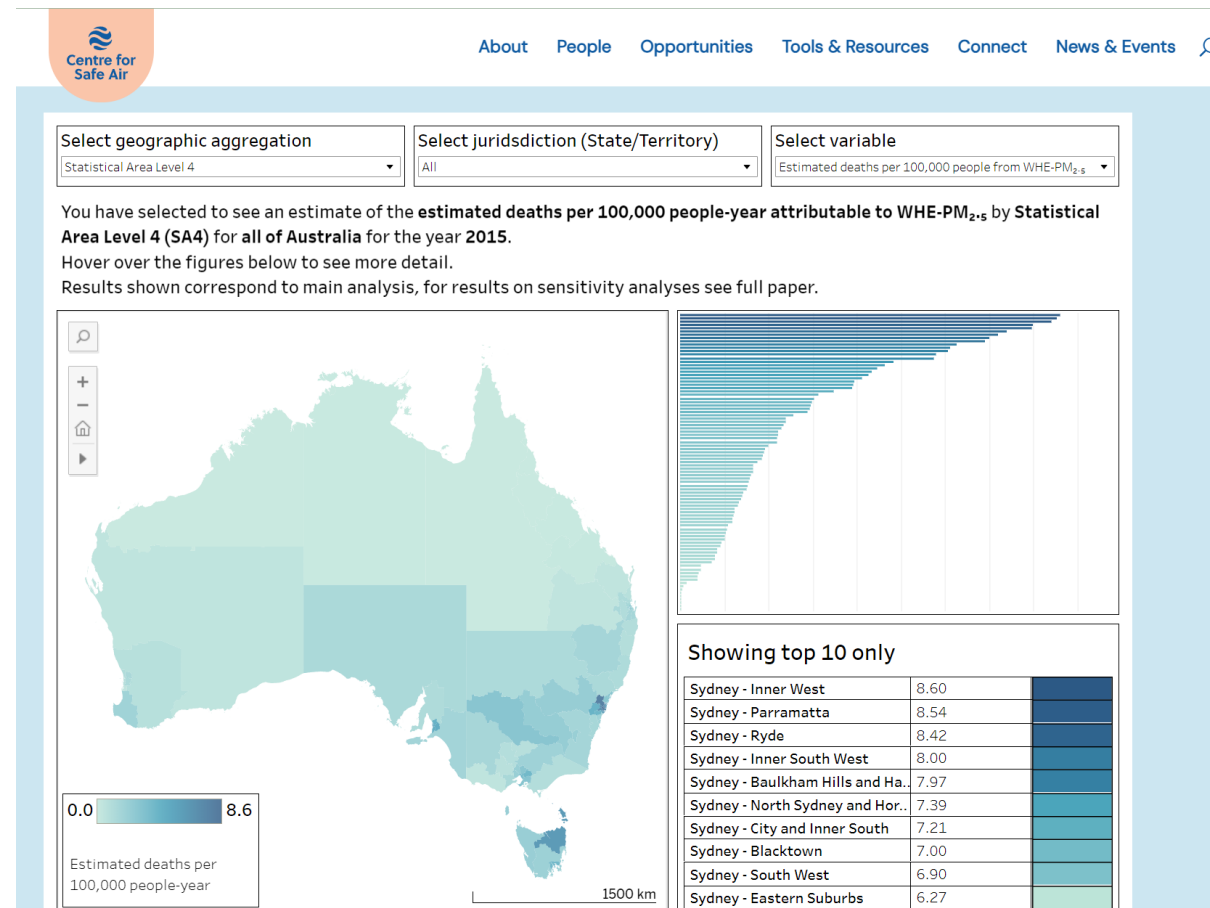 Centre for
Safe Air
About People Opportunities Tools & Resources Connect News & Events
Select geographic aggregation
Statistical Area Level 4
Select juridsdiction (State/Territory)
All
Select variable
Estimated deaths per 100,000 people from WHE-PM₂.₅
You have selected to see an estimate of the estimated deaths per 100,000 people-year attributable to WHE-PM₂.₅ by Statistical
Area Level 4 (SA4) for all of Australia for the year 2015.
Hover over the figures below to see more detail.
Results shown correspond to main analysis, for results on sensitivity analyses see full paper.
0.0 8.6
Estimated deaths per
100,000 people-year
1500 km
Showing top 10 only
Sydney - Inner West 8.60
Sydney - Parramatta 8.54
Sydney - Ryde 8.42
Sydney - Inner South West 8.00
Sydney - Baulkham Hills and Ha.. 7.97
Sydney - North Sydney and Hor.. 7.39
Sydney - City and Inner South 7.21
Sydney - Blacktown 7.00
Sydney - South West 6.90
Sydney - Eastern Suburbs 6.27